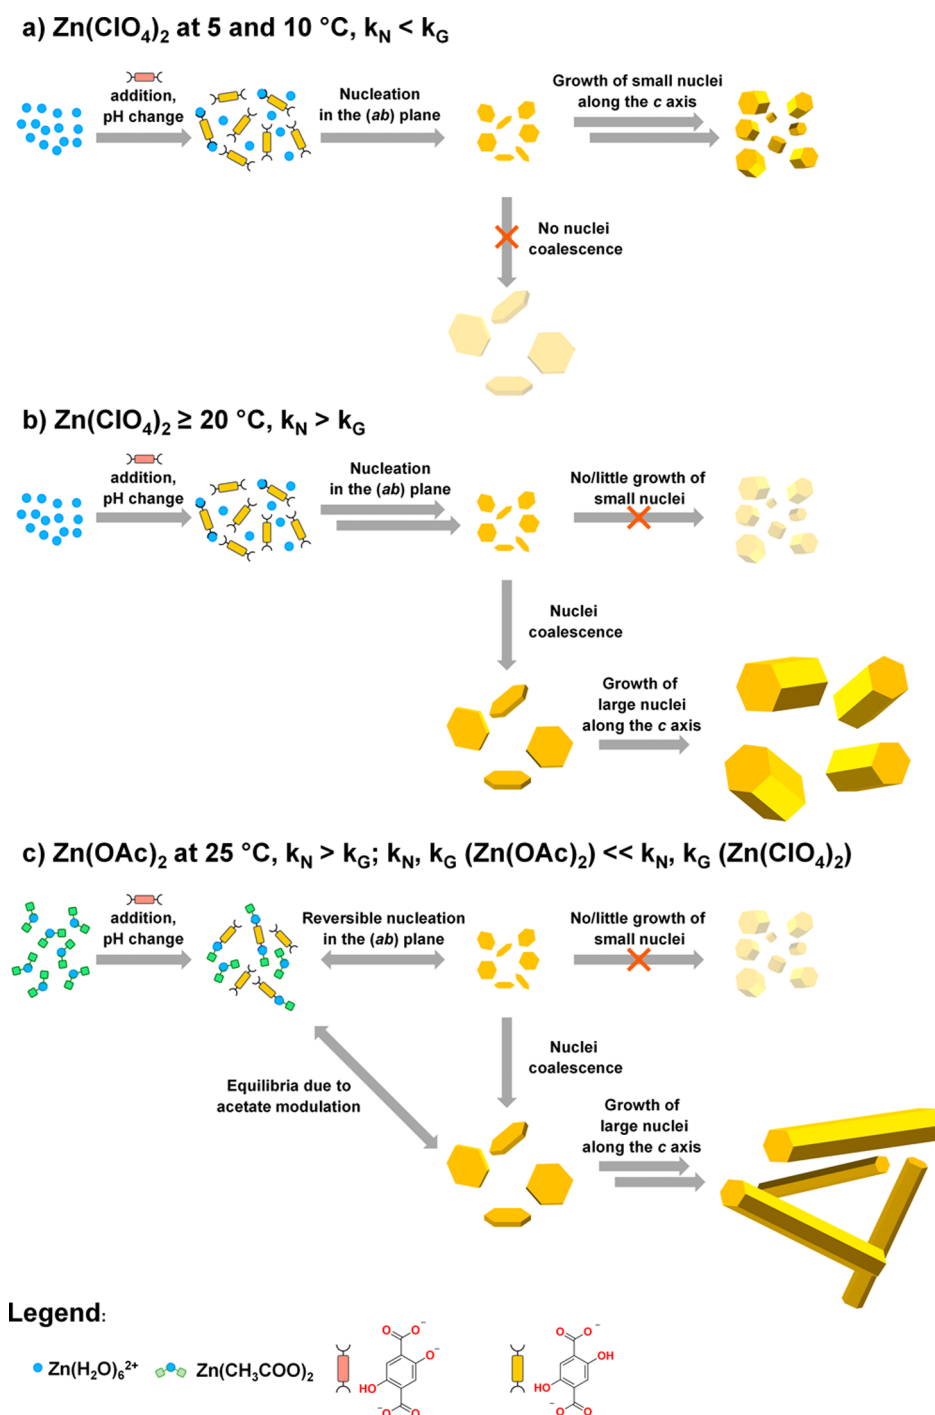 a) Zn(ClO4)2 at 5 and 10 °C, kN < kG
addition,
pH change
Nucleation
in the (ab) plane
Growth of small nuclei
along the c axis
No nuclei
coalescence
b) Zn(ClO4)2 ≥ 20 °C, kN > kG
addition,
pH change
Nucleation
in the (ab) plane
No/little growth of
small nuclei
Nuclei
coalescence
Growth of
large nuclei
along the c axis
c) Zn(OAc)2 at 25 °C, kN > kG; kN, kG (Zn(OAc)2) << kN, kG (Zn(ClO4)2)
addition,
pH change
Reversible nucleation
in the (ab) plane
No/little growth of
small nuclei
Nuclei
coalescence
Equilibria due to
acetate modulation
Growth of
large nuclei
along the c axis
Legend:
Zn(H2O)6 2+
Zn(CH3COO)2
O O−
O−
HO
O O−
O O−
OH
HO
O O−